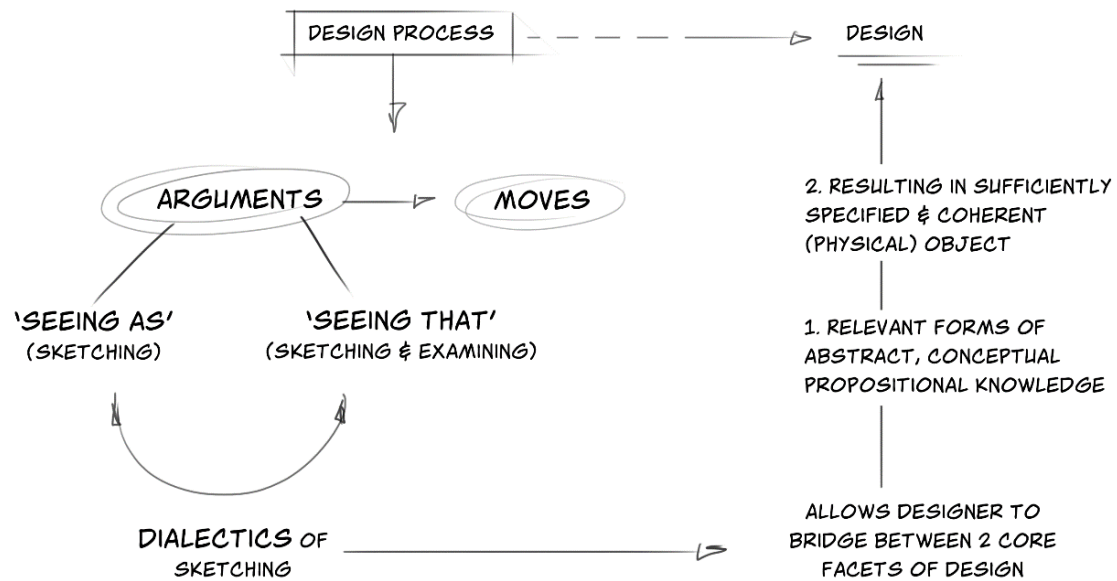 DESIGN PROCESS
DESIGN
ARGUMENTS
MOVES
'SEEING AS'
(SKETCHING)
'SEEING THAT'
(SKETCHING & EXAMINING)
DIALECTICS OF
SKETCHING
2. RESULTING IN SUFFICIENTLY
SPECIFIED & COHERENT
(PHYSICAL) OBJECT
1. RELEVANT FORMS OF
ABSTRACT, CONCEPTUAL
PROPOSITIONAL KNOWLEDGE
ALLOWS DESIGNER TO
BRIDGE BETWEEN 2 CORE
FACETS OF DESIGN